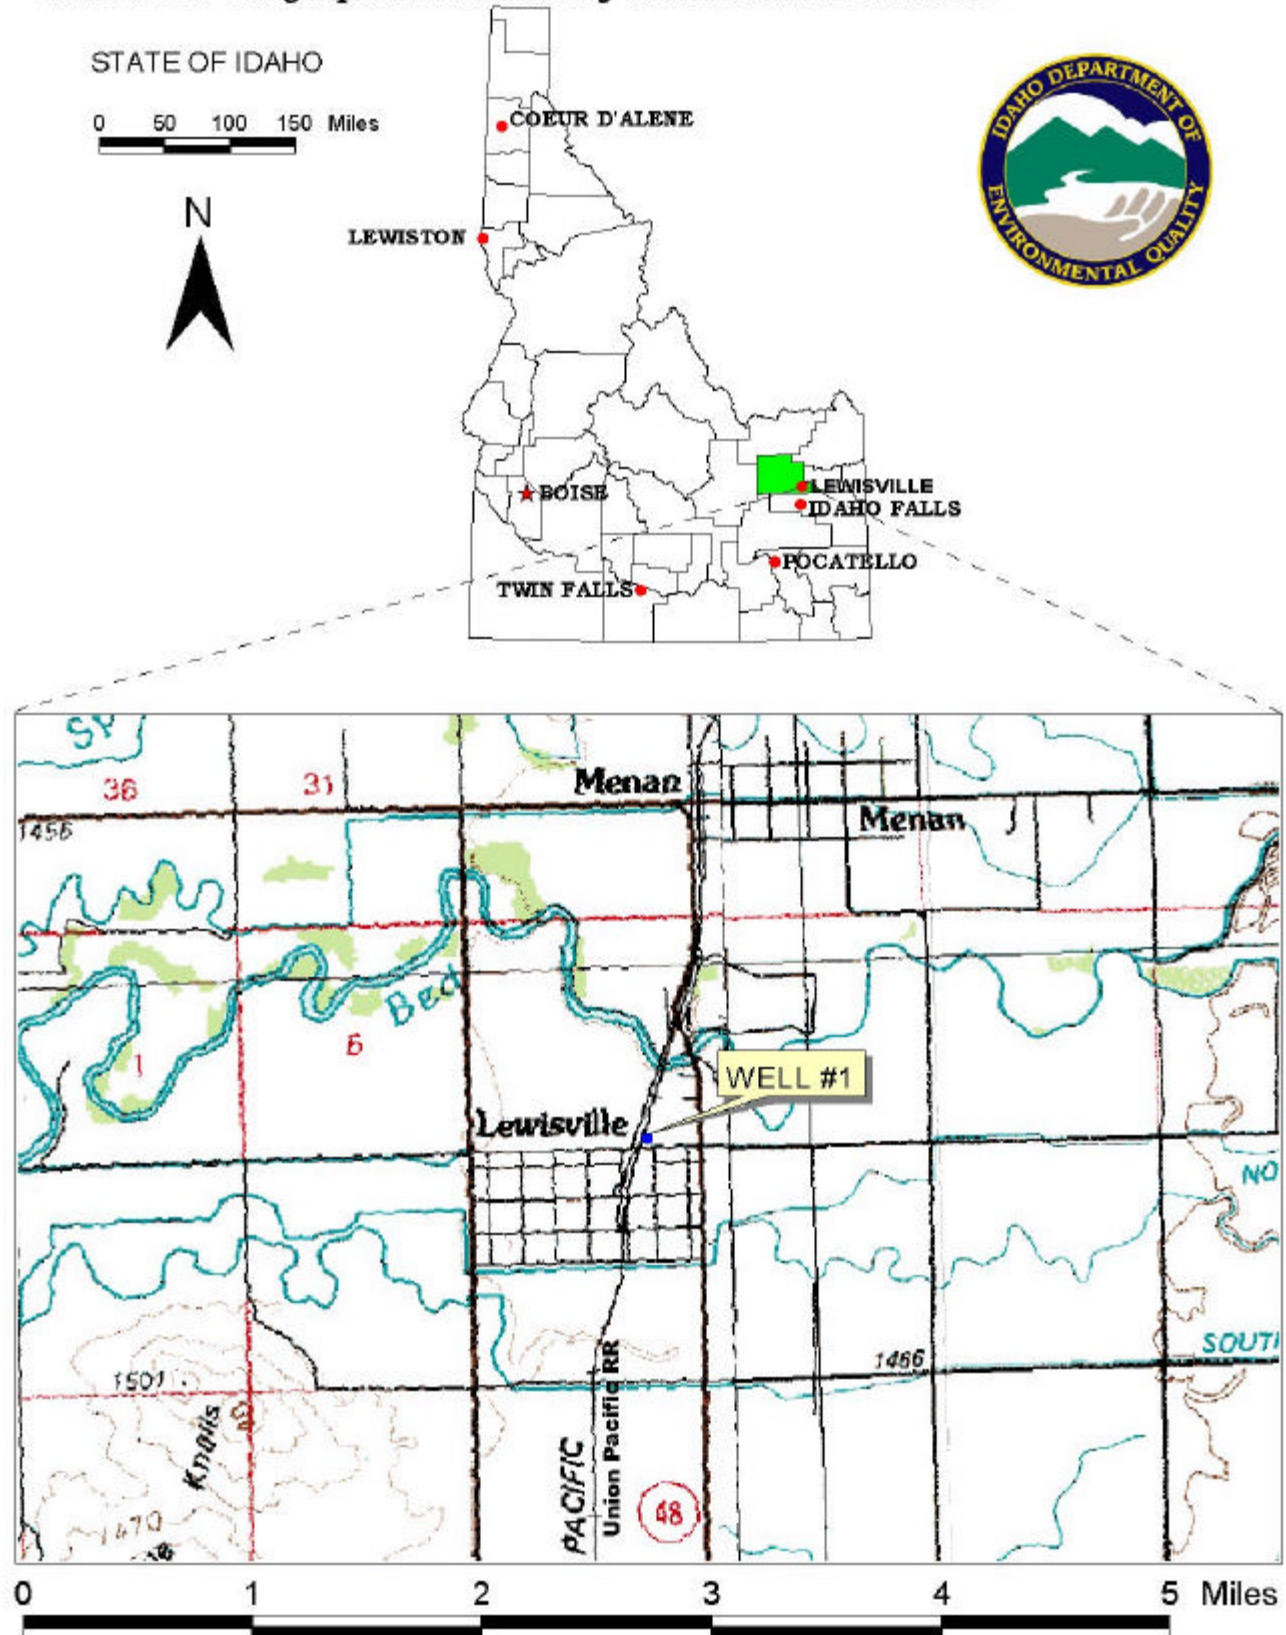 STATE OF IDAHO
0 50 100 150 Miles
N
COEUR D'ALENE
LEWISTON
BOISE
LEWISVILLE
IDAHO FALLS
POCATELLO
TWIN FALLS
IDAHO DEPARTMENT OF
ENVIRONMENTAL QUALITY
36
31
Menan
1456
Menan
Bed
6
1
WELL #1
Lewisville
NO
SOUTH
1501
1466
Knolls
1470
PACIFIC
Union Pacific RR
48
0 1 2 3 4 5 Miles